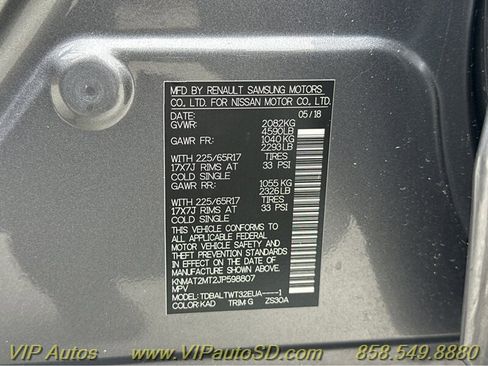 MFD BY RENAULT SAMSUNG MOTORS
CO., LTD. FOR NISSAN MOTOR CO., LTD.
DATE: 05/18
GVWR: 2082KG
4590LB
GAWR FR: 1040 KG
2293LB
WITH 225/65R17 TIRES
17X7J RIMS AT 33 PSI
COLD SINGLE
GAWR RR: 1055 KG
2326LB
WITH 225/65R17 TIRES
17X7J RIMS AT 33 PSI
COLD SINGLE
THIS VEHICLE CONFORMS TO
ALL APPLICABLE FEDERAL
MOTOR VEHICLE SAFETY AND
THEFT PREVENTION STANDARDS
IN EFFECT ON THE DATE OF
MANUFACTURE SHOWN ABOVE.
KNMAT2MT2JP598807
MPV
MODEL:TDBALTWT32EUA----1
COLOR:KAD TRIM:G ZS30A
VIP Autos www.VIPautoSD.com 858.549.8880